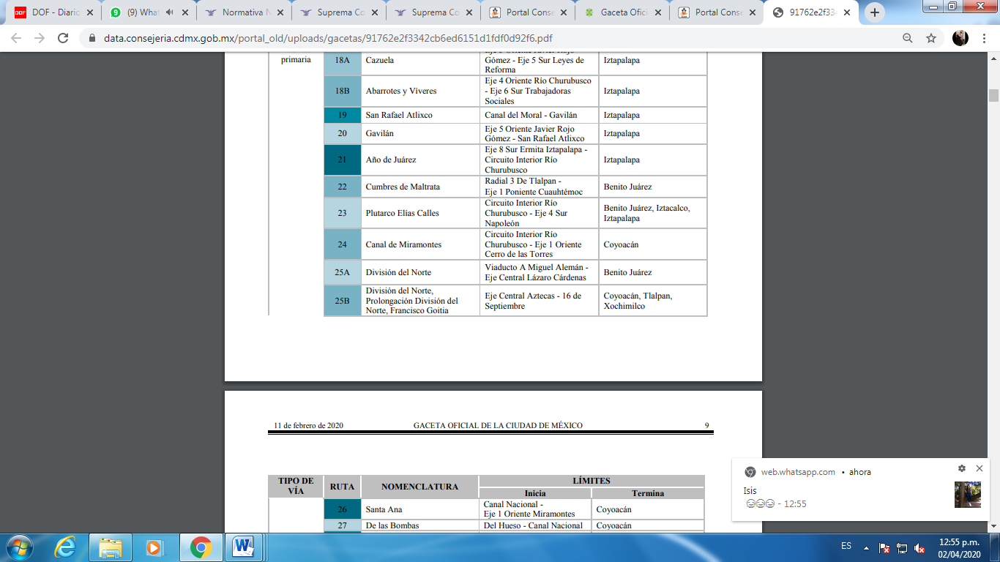 DOF - Diario
(9) What
Normativa N
Suprema Co
Suprema Co
Portal Conse
Gaceta Ofici
Portal Conse
91762e2f334
data.consejeria.cdmx.gob.mx/portal_old/uploads/gacetas/91762e2f3342cb6ed6151d1fdf0d92f6.pdf
primaria
18A Cazuela Gómez - Eje 5 Sur Leyes de Reforma Iztapalapa
18B Abarrotes y Viveres Eje 4 Oriente Río Churubusco - Eje 6 Sur Trabajadoras Sociales Iztapalapa
19 San Rafael Atlixco Canal del Moral - Gavilán Iztapalapa
20 Gavilán Eje 5 Oriente Javier Rojo Gómez - San Rafael Atlixco Iztapalapa
21 Año de Juárez Eje 8 Sur Ermita Iztapalapa - Circuito Interior Río Churubusco Iztapalapa
22 Cumbres de Maltrata Radial 3 De Tlalpan - Eje 1 Poniente Cuauhtémoc Benito Juárez
23 Plutarco Elías Calles Circuito Interior Río Churubusco - Eje 4 Sur Napoleón Benito Juárez, Iztacalco, Iztapalapa
24 Canal de Miramontes Circuito Interior Río Churubusco - Eje 1 Oriente Cerro de las Torres Coyoacán
25A División del Norte Viaducto A Miguel Alemán - Eje Central Lázaro Cárdenas Benito Juárez
25B División del Norte, Prolongación División del Norte, Francisco Goitia Eje Central Aztecas - 16 de Septiembre Coyoacán, Tlalpan, Xochimilco
11 de febrero de 2020 GACETA OFICIAL DE LA CIUDAD DE MÉXICO 9
TIPO DE VÍA RUTA NOMENCLATURA LÍMITES
Inicia Termina
26 Santa Ana Canal Nacional - Eje 1 Oriente Miramontes Coyoacán
27 De las Bombas Del Hueso - Canal Nacional Coyoacán
web.whatsapp.com • ahora
Isis
😄😄😄 - 12:55
ES
12:55 p.m.
02/04/2020